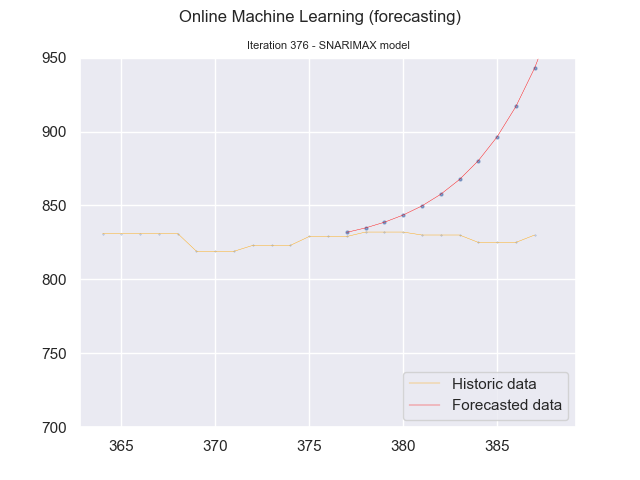 Online Machine Learning (forecasting)
Iteration 376 - SNARIMAX model
950
900
850
800
750
700
365 370 375 380 385
Historic data
Forecasted data